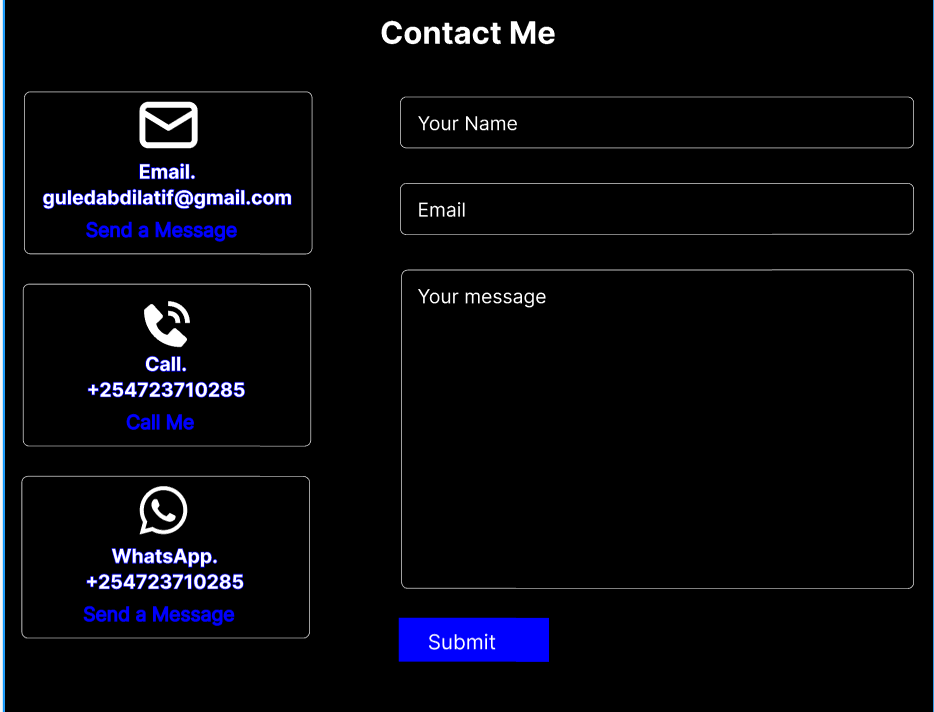 Contact Me
Email.
guledabdilatif@gmail.com
Send a Message
Call.
+254723710285
Call Me
WhatsApp.
+254723710285
Send a Message
Your Name
Email
Your message
Submit